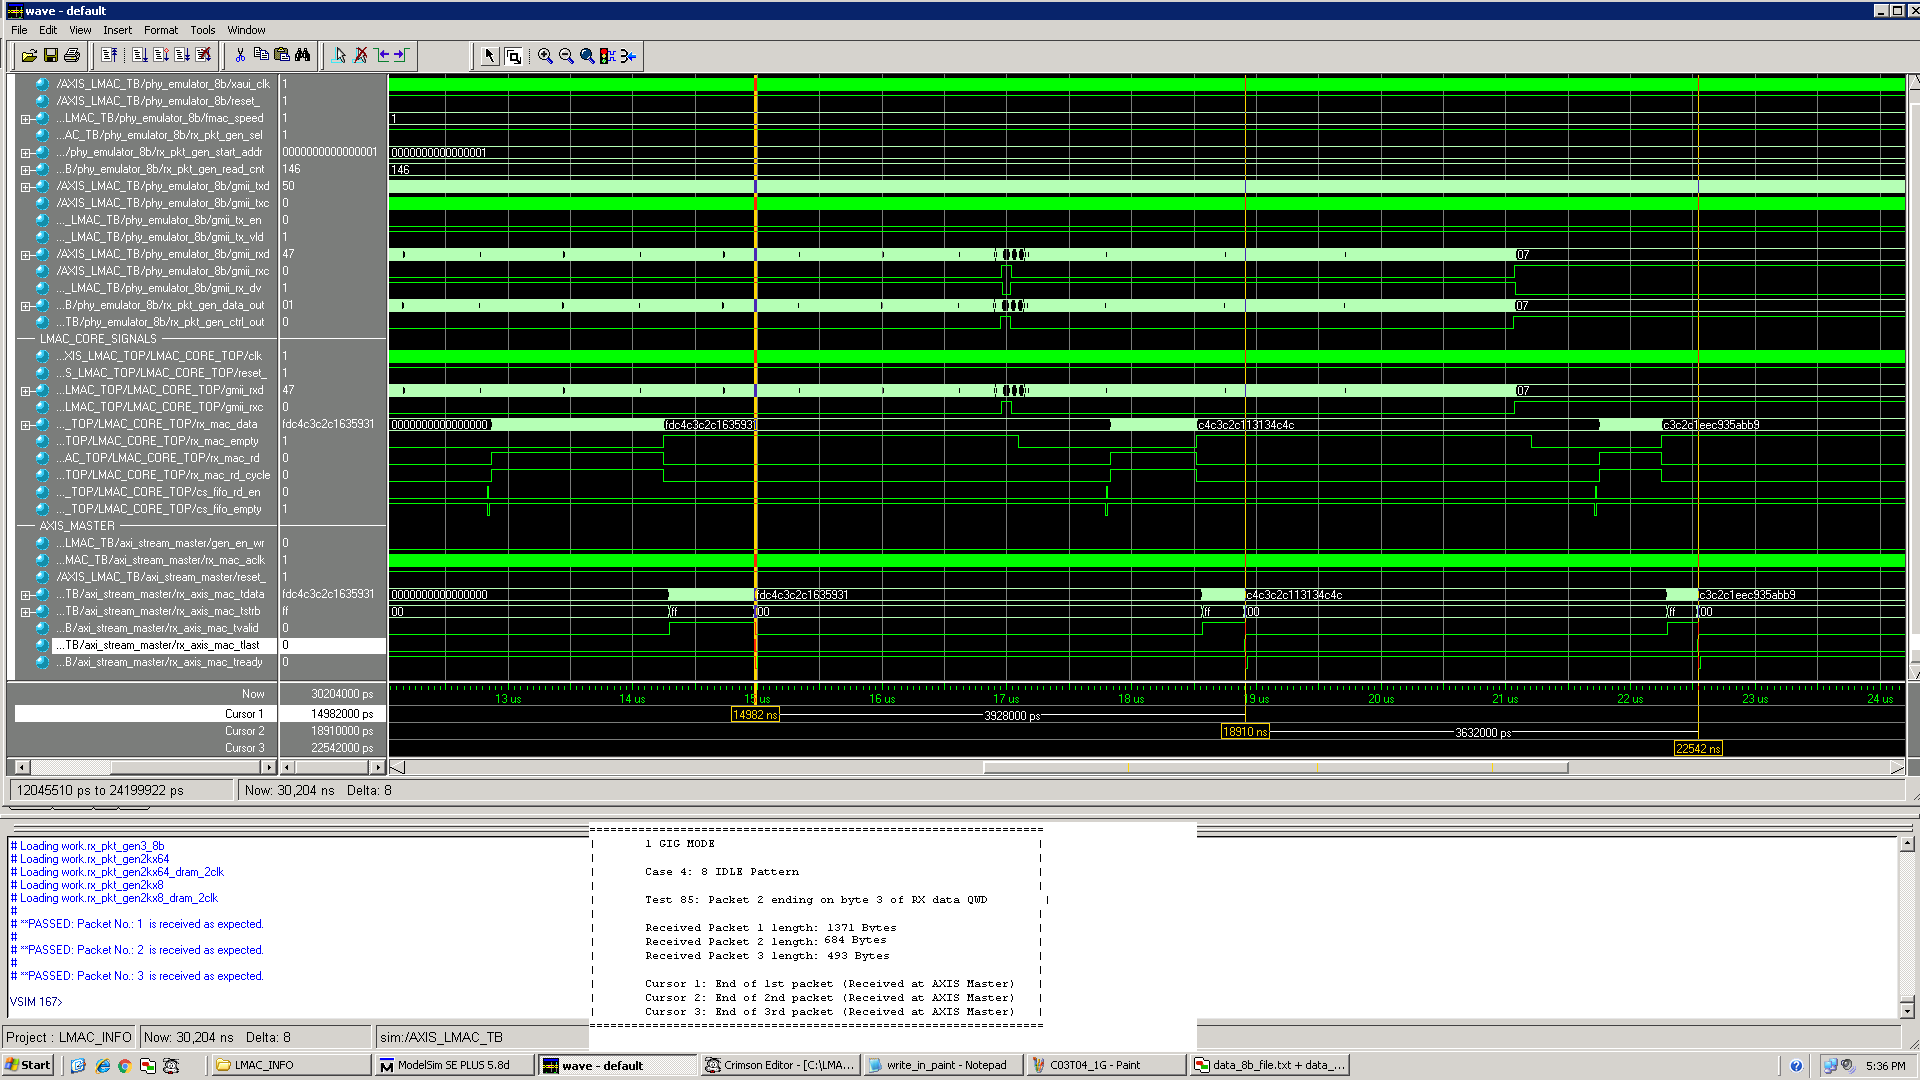 wave - default
File Edit View Insert Format Tools Window
/AXIS_LMAC_TB/phy_emulator_8b/xaui_clk 1
/AXIS_LMAC_TB/phy_emulator_8b/reset_ 1
...LMAC_TB/phy_emulator_8b/fmac_speed 1 1
...AC_TB/phy_emulator_8b/rx_pkt_gen_sel 1
.../phy_emulator_8b/rx_pkt_gen_start_addr 0000000000000001 0000000000000001
...B/phy_emulator_8b/rx_pkt_gen_read_cnt 146 146
/AXIS_LMAC_TB/phy_emulator_8b/gmii_txd 50
/AXIS_LMAC_TB/phy_emulator_8b/gmii_txc 0
..._LMAC_TB/phy_emulator_8b/gmii_tx_en 0
..._LMAC_TB/phy_emulator_8b/gmii_tx_vld 1
/AXIS_LMAC_TB/phy_emulator_8b/gmii_rxd 47 07
/AXIS_LMAC_TB/phy_emulator_8b/gmii_rxc 0
..._LMAC_TB/phy_emulator_8b/gmii_rx_dv 1
...B/phy_emulator_8b/rx_pkt_gen_data_out 01 07
...TB/phy_emulator_8b/rx_pkt_gen_ctrl_out 0
LMAC_CORE_SIGNALS
...XIS_LMAC_TOP/LMAC_CORE_TOP/clk 1
...S_LMAC_TOP/LMAC_CORE_TOP/reset_ 1
...LMAC_TOP/LMAC_CORE_TOP/gmii_rxd 47 07
...LMAC_TOP/LMAC_CORE_TOP/gmii_rxc 0
..._TOP/LMAC_CORE_TOP/rx_mac_data fdc4c3c2c1635931 0000000000000000 fdc4c3c2c1635931 c4c3c2c113134c4c c3c2c1eec935abb9
...TOP/LMAC_CORE_TOP/rx_mac_empty 1
...AC_TOP/LMAC_CORE_TOP/rx_mac_rd 0
...TOP/LMAC_CORE_TOP/rx_mac_rd_cycle 0
..._TOP/LMAC_CORE_TOP/cs_fifo_rd_en 0
..._TOP/LMAC_CORE_TOP/cs_fifo_empty 1
AXIS_MASTER
...LMAC_TB/axi_stream_master/gen_en_wr 0
...MAC_TB/axi_stream_master/rx_mac_aclk 1
/AXIS_LMAC_TB/axi_stream_master/reset_ 1
...TB/axi_stream_master/rx_axis_mac_tdata fdc4c3c2c1635931 0000000000000000 fdc4c3c2c1635931 c4c3c2c113134c4c c3c2c1eec935abb9
...TB/axi_stream_master/rx_axis_mac_tstrb ff 00 ff 00 ff 00 ff 00
...B/axi_stream_master/rx_axis_mac_tvalid 0
...TB/axi_stream_master/rx_axis_mac_tlast 0
...B/axi_stream_master/rx_axis_mac_tready 0
Now 30204000 ps 13 us 14 us 15 us 16 us 17 us 18 us 19 us 20 us 21 us 22 us 23 us 24 us
Cursor 1 14982000 ps 14982 ns 3928000 ps
Cursor 2 18910000 ps 18910 ns 3632000 ps
Cursor 3 22542000 ps 22542 ns
12045510 ps to 24199922 ps Now: 30,204 ns Delta: 8
# Loading work.rx_pkt_gen3_8b
# Loading work.rx_pkt_gen2kx64
# Loading work.rx_pkt_gen2kx64_dram_2clk
# Loading work.rx_pkt_gen2kx8
# Loading work.rx_pkt_gen2kx8_dram_2clk
#
# **PASSED: Packet No.: 1 is received as expected.
#
# **PASSED: Packet No.: 2 is received as expected.
#
# **PASSED: Packet No.: 3 is received as expected.
VSIM 167>
1 GIG MODE
Case 4: 8 IDLE Pattern
Test 85: Packet 2 ending on byte 3 of RX data QWD
Received Packet 1 length: 1371 Bytes
Received Packet 2 length: 684 Bytes
Received Packet 3 length: 493 Bytes
Cursor 1: End of 1st packet (Received at AXIS Master)
Cursor 2: End of 2nd packet (Received at AXIS Master)
Cursor 3: End of 3rd packet (Received at AXIS Master)
Project : LMAC_INFO Now: 30,204 ns Delta: 8 sim:/AXIS_LMAC_TB
Start LMAC_INFO ModelSim SE PLUS 5.8d wave - default Crimson Editor - [C:\LMA... write_in_paint - Notepad C03T04_1G - Paint data_8b_file.txt + data_... 5:36 PM